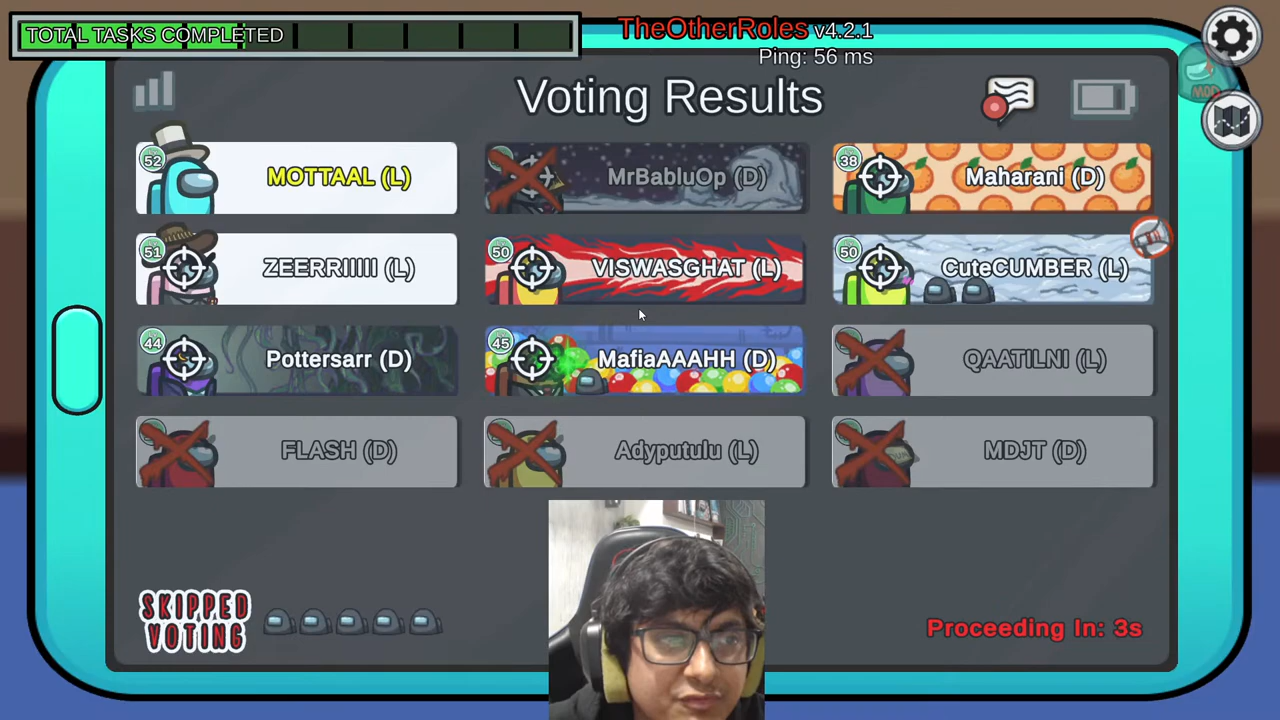 TOTAL TASKS COMPLETED
TheOtherRoles v4.2.1
Ping: 56 ms
MOD
Voting Results
52
MOTTAAL (L)
MrBabluOp (D)
38
Maharani (D)
51
ZEERRIIIII (L)
50
VISWASGHAT (L)
50
CuteCUMBER (L)
44
Pottersarr (D)
45
MafiaAAAHH (D)
QAATILNI (L)
FLASH (D)
Adyputulu (L)
MDJT (D)
SKIPPED
VOTING
Proceeding In: 3s